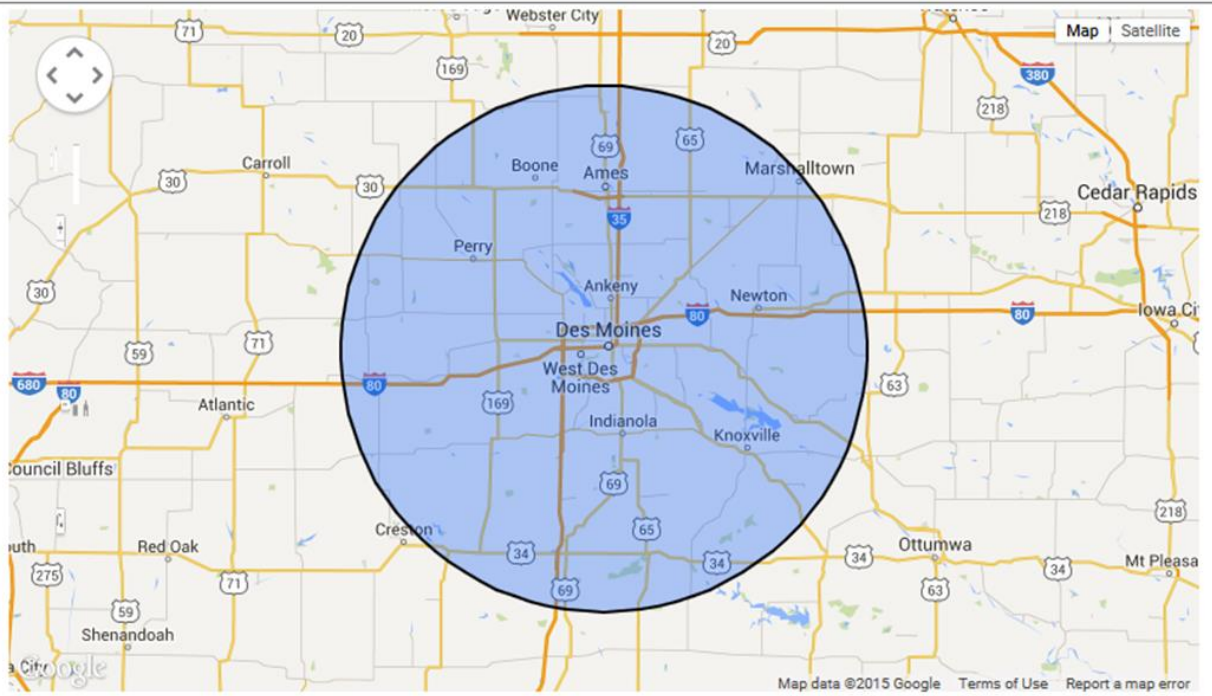 Webster City
71
20
20
Map
Satellite
169
380
218
69
65
Carroll
Boone
Ames
Marshalltown
30
30
Cedar Rapids
218
35
Perry
30
Ankeny
Newton
80
80
Iowa Ci
Des Moines
59
71
West Des
Moines
680
80
80
63
Atlantic
169
Indianola
Knoxville
Council Bluffs
69
218
Creston
65
outh
Red Oak
34
34
34
Ottumwa
34
Mt Pleasa
275
71
69
63
59
Shenandoah
a City
Google
Map data ©2015 Google
Terms of Use
Report a map error